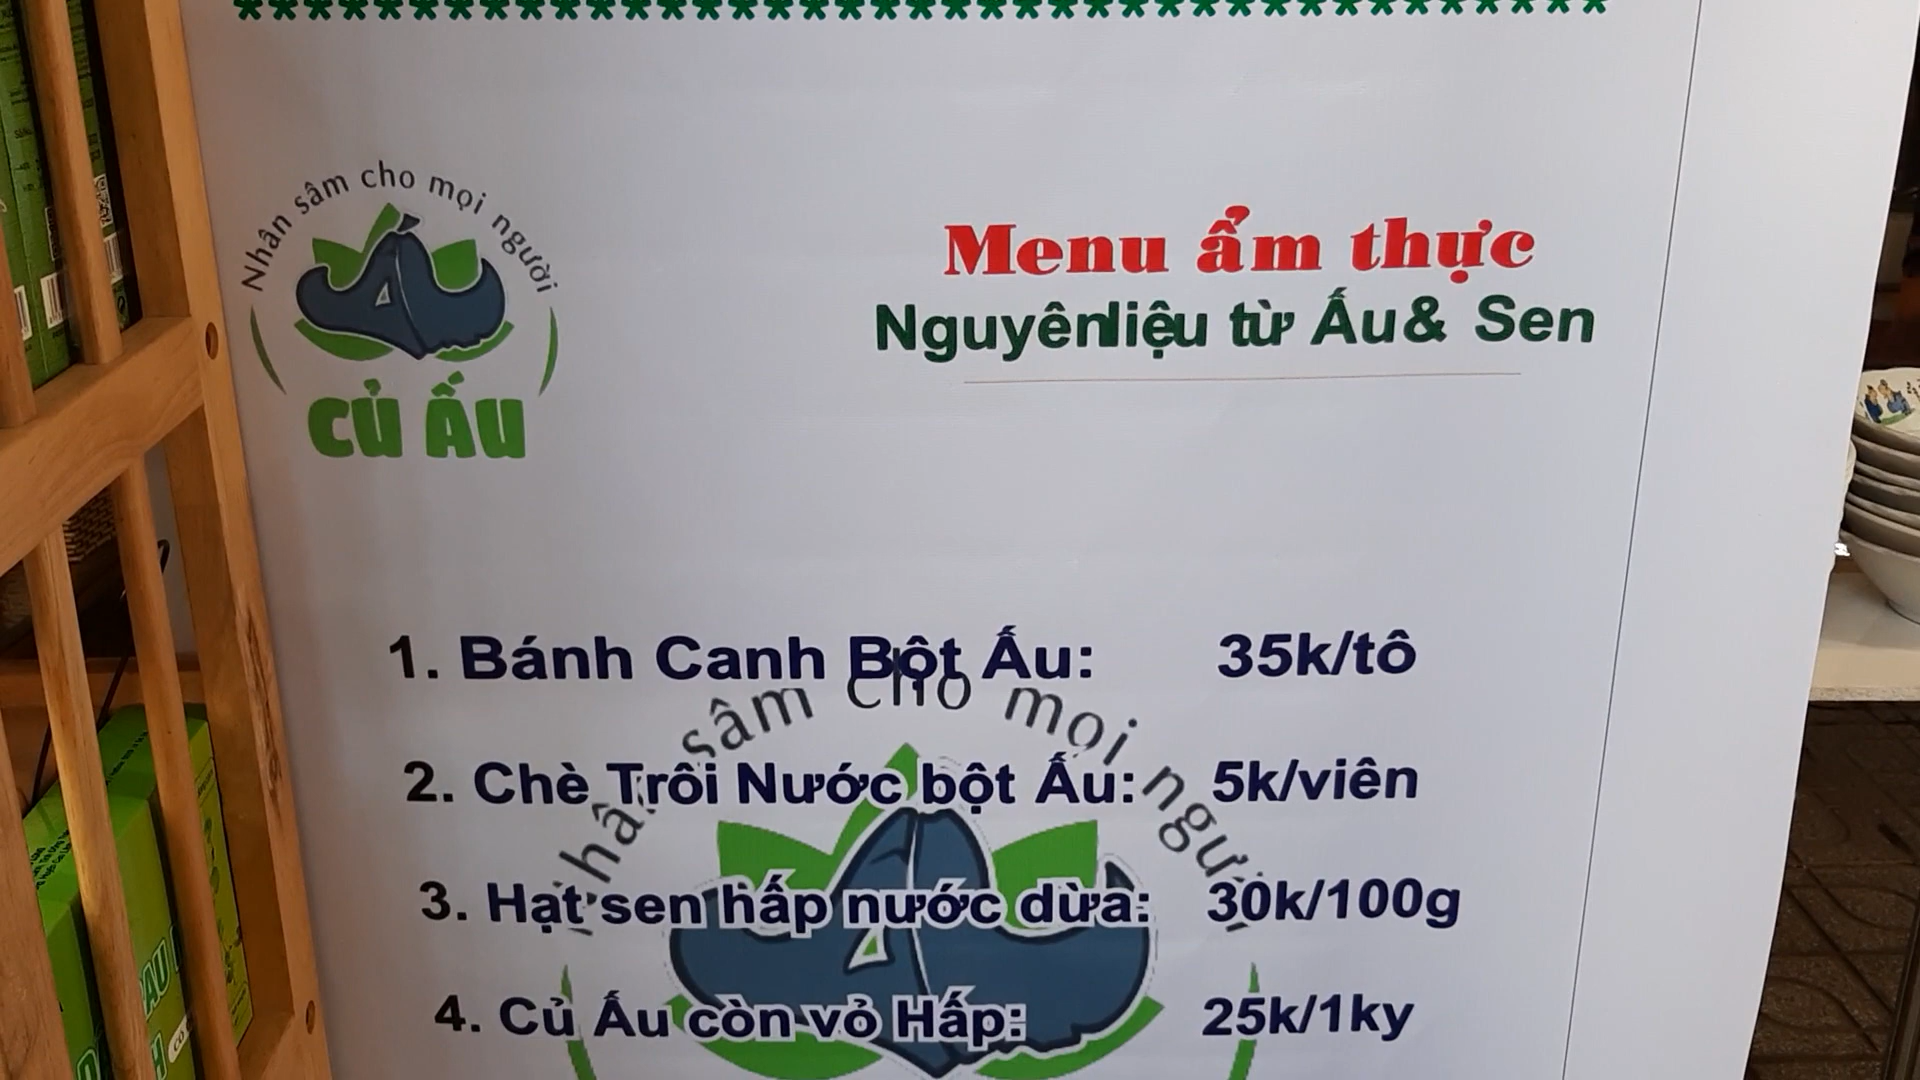 Nhân sâm cho mọi người
CỦ ẤU
Menu ẩm thực
Nguyên liệu từ Ấu & Sen
1. Bánh Canh Bột Ấu: 35k/tô
sâm cho mọi người
2. Chè Trôi Nước bột Ấu: 5k/viên
3. Hạt sen hấp nước dừa: 30k/100g
4. Củ Ấu còn vỏ Hấp: 25k/1ky